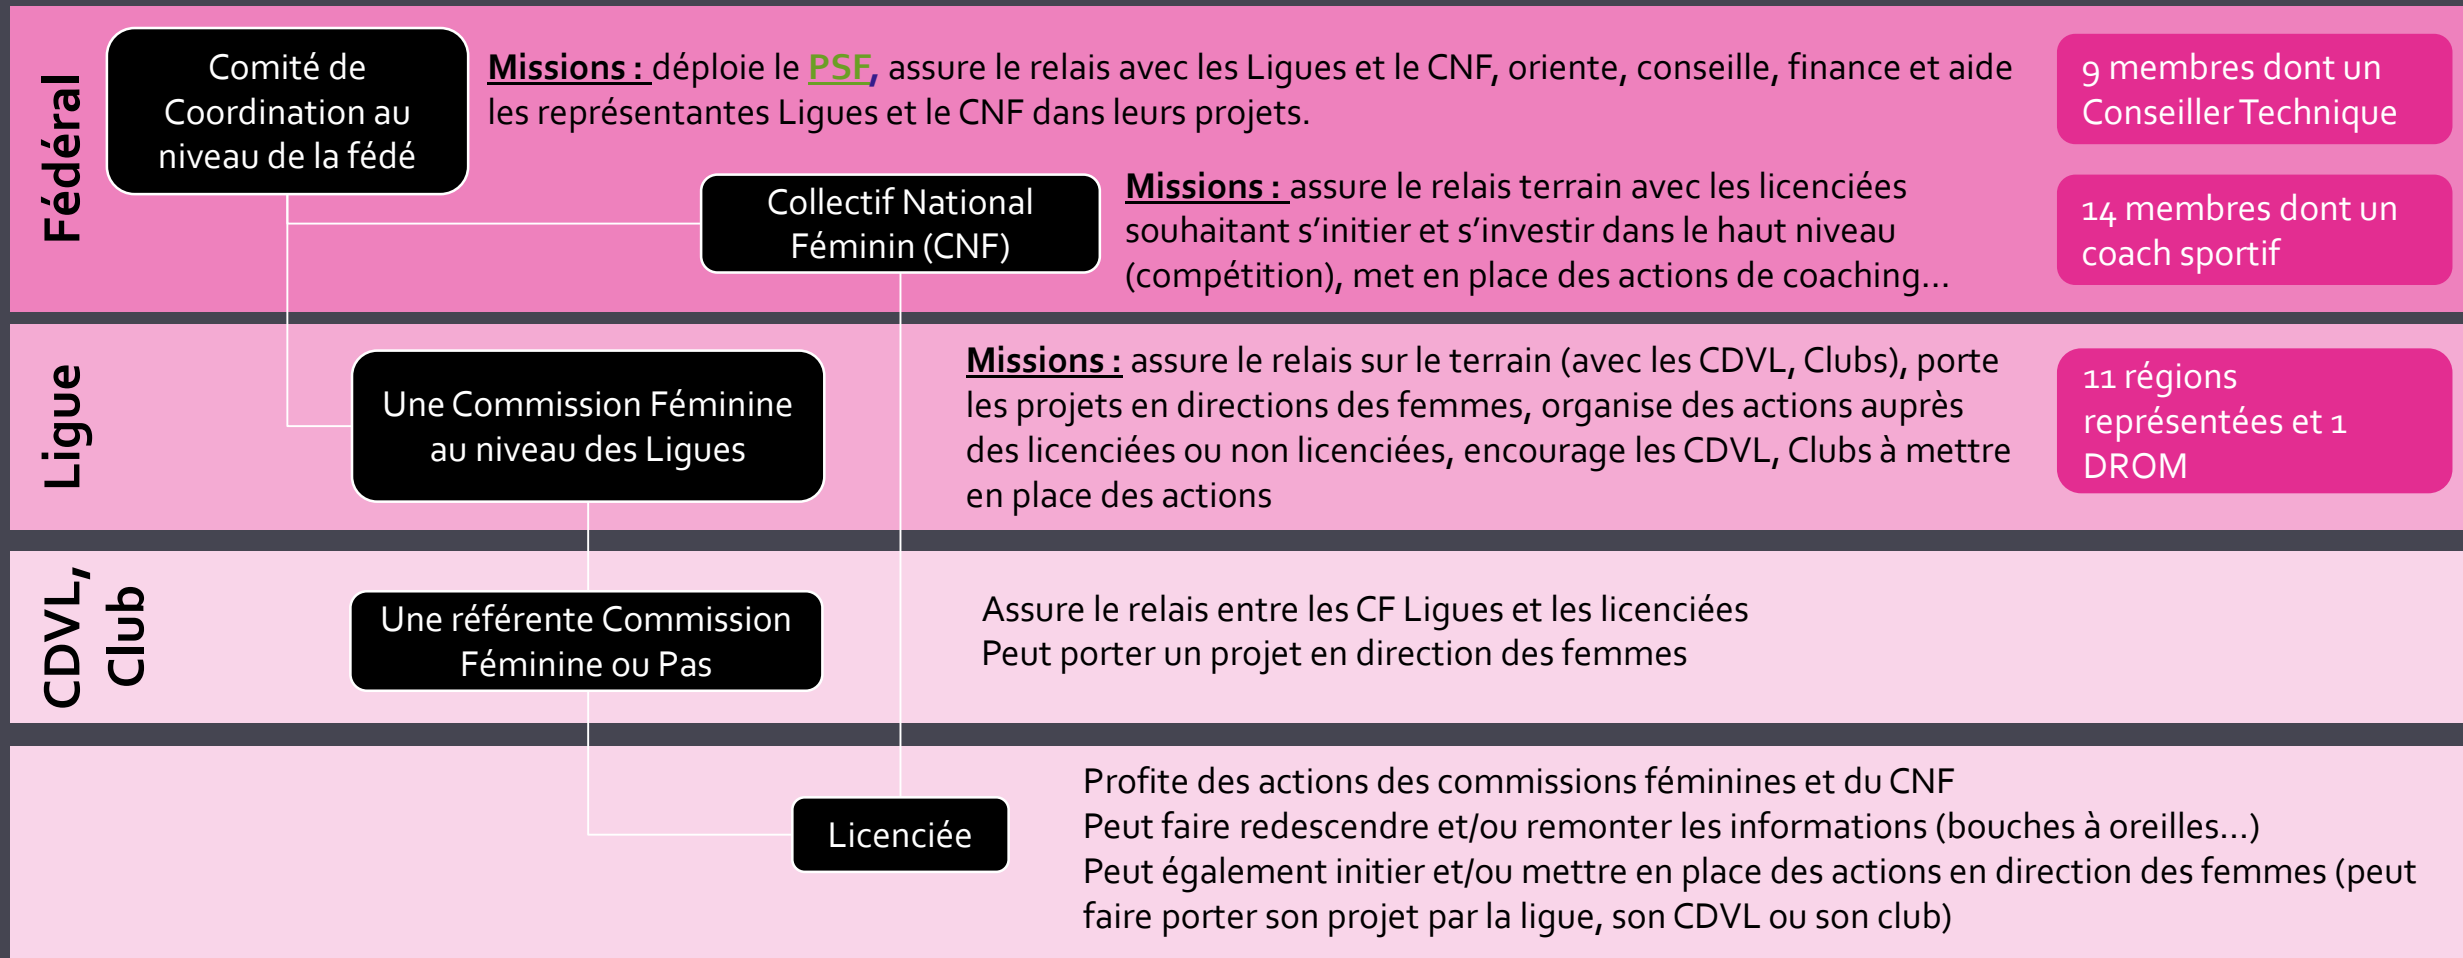 Fédéral
Comité de
Coordination au
niveau de la fédé
Missions : déploie le PSF, assure le relais avec les Ligues et le CNF, oriente, conseille, finance et aide
les représentantes Ligues et le CNF dans leurs projets.
9 membres dont un
Conseiller Technique
Collectif National
Féminin (CNF)
Missions : assure le relais terrain avec les licenciées
souhaitant s’initier et s’investir dans le haut niveau
(compétition), met en place des actions de coaching…
14 membres dont un
coach sportif
Ligue
Une Commission Féminine
au niveau des Ligues
Missions : assure le relais sur le terrain (avec les CDVL, Clubs), porte
les projets en directions des femmes, organise des actions auprès
des licenciées ou non licenciées, encourage les CDVL, Clubs à mettre
en place des actions
11 régions
représentées et 1
DROM
CDVL,
Club
Une référente Commission
Féminine ou Pas
Assure le relais entre les CF Ligues et les licenciées
Peut porter un projet en direction des femmes
Licenciée
Profite des actions des commissions féminines et du CNF
Peut faire redescendre et/ou remonter les informations (bouches à oreilles…)
Peut également initier et/ou mettre en place des actions en direction des femmes (peut
faire porter son projet par la ligue, son CDVL ou son club)